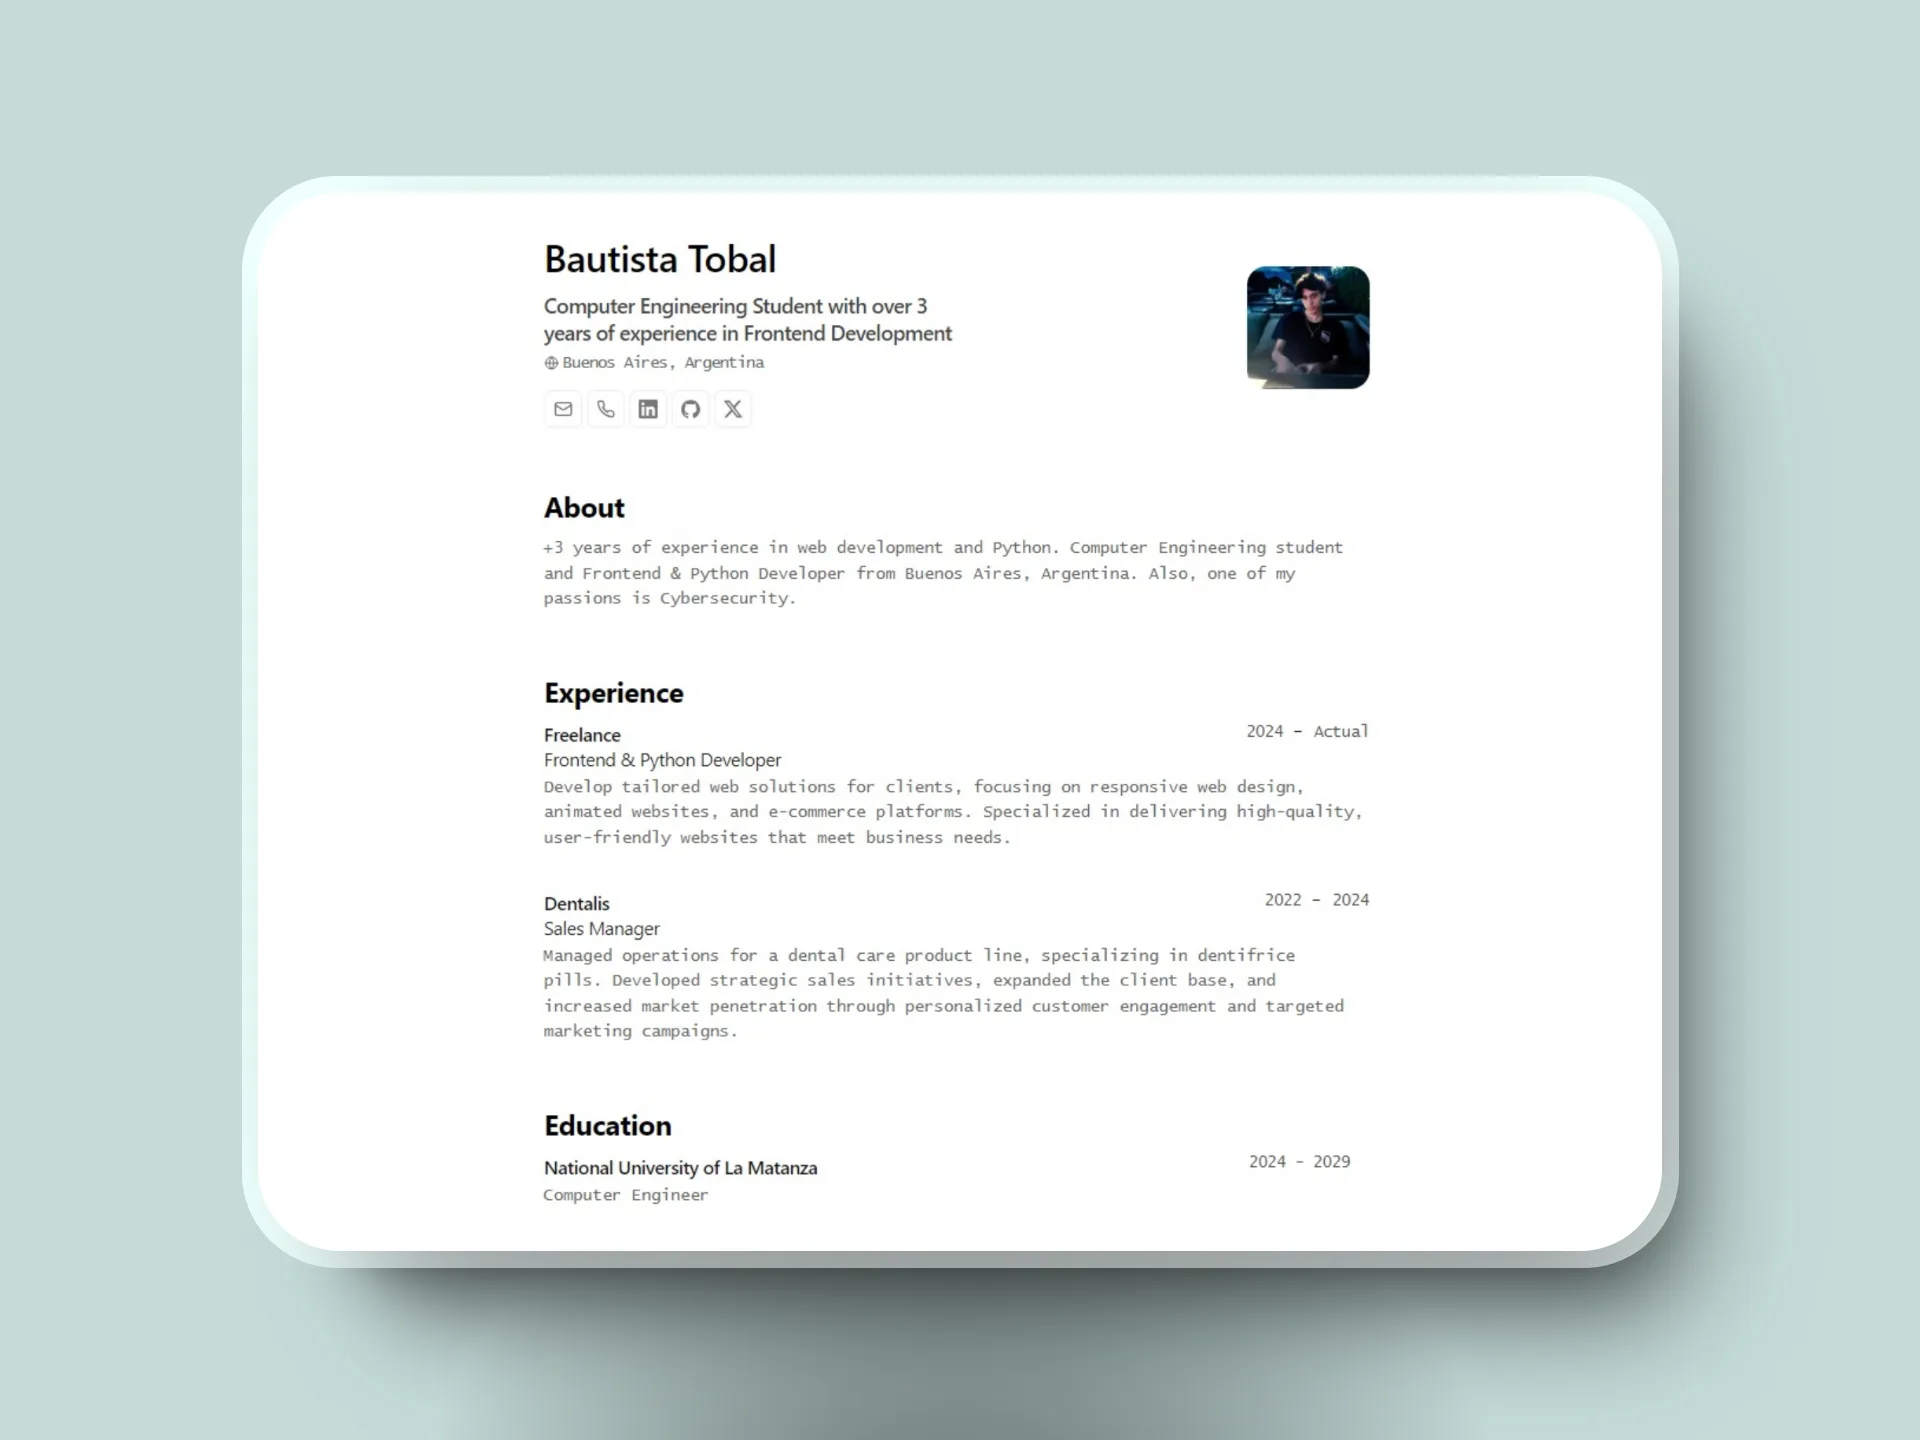 Bautista Tobal
Computer Engineering Student with over 3
years of experience in Frontend Development
Buenos Aires, Argentina
About
+3 years of experience in web development and Python. Computer Engineering student
and Frontend & Python Developer from Buenos Aires, Argentina. Also, one of my
passions is Cybersecurity.
Experience
Freelance
2024 - Actual
Frontend & Python Developer
Develop tailored web solutions for clients, focusing on responsive web design,
animated websites, and e-commerce platforms. Specialized in delivering high-quality,
user-friendly websites that meet business needs.
Dentalis
2022 - 2024
Sales Manager
Managed operations for a dental care product line, specializing in dentifrice
pills. Developed strategic sales initiatives, expanded the client base, and
increased market penetration through personalized customer engagement and targeted
marketing campaigns.
Education
National University of La Matanza
2024 - 2029
Computer Engineer